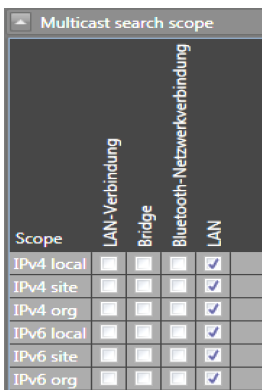 Multicast search scope
Scope
LAN-Verbindung
Bridge
Bluetooth-Netzwerkverbindung
LAN
IPv4 local
IPv4 site
IPv4 org
IPv6 local
IPv6 site
IPv6 org